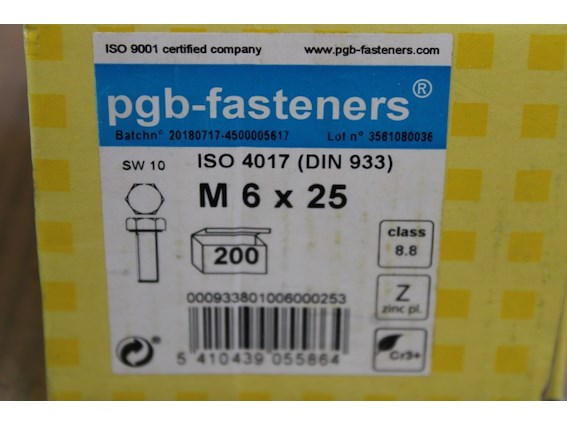 ISO 9001 certified company www.pgb-fasteners.com
pgb-fasteners®
Batchn° 20180717-4500005617 Lot n° 3561080036
SW 10 ISO 4017 (DIN 933)
M 6 x 25
200
class
8.8
Z
zinc pl.
Cr3+
000933801006000253
5 410439 055864